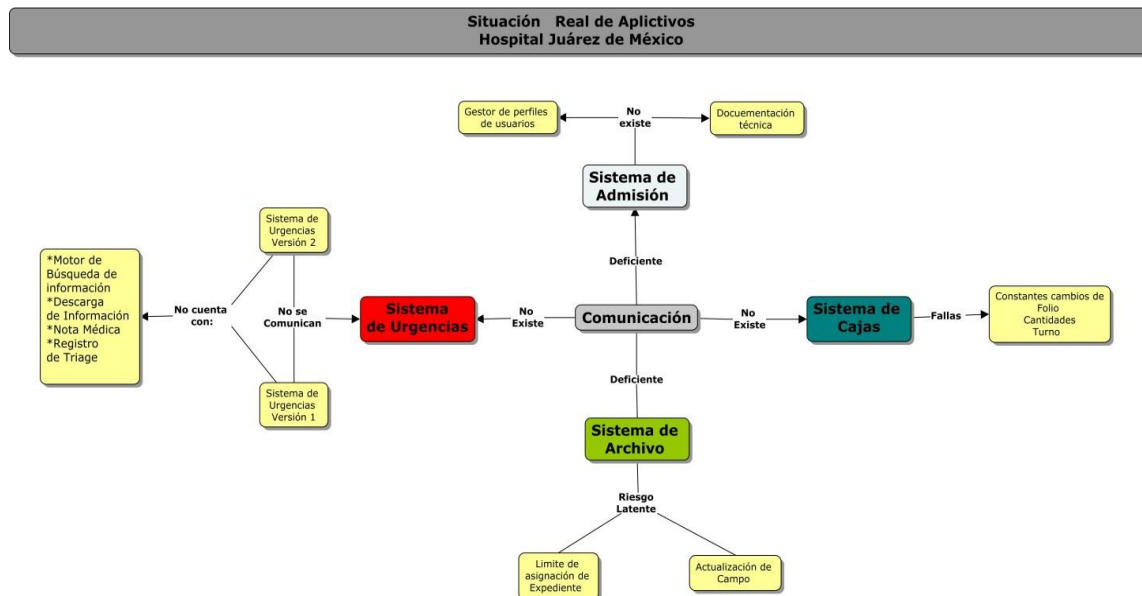 Situación Real de Aplictivos
Hospital Juárez de México
Gestor de perfiles
de usuarios
No
existe
Docuementación
técnica
Sistema de
Admisión
Deficiente
Sistema de
Urgencias
Versión 2
*Motor de
Búsqueda de
información
*Descarga
de Información
*Nota Médica
*Registro
de Triage
No cuenta
con:
No se
Comunican
Sistema
de Urgencias
No
Existe
Comunicación
No
Existe
Sistema
de Cajas
Fallas
Constantes cambios de
Folio
Cantidades
Turno
Sistema de
Urgencias
Versión 1
Deficiente
Sistema de
Archivo
Riesgo
Latente
Limite de
asignación de
Expediente
Actualización de
Campo